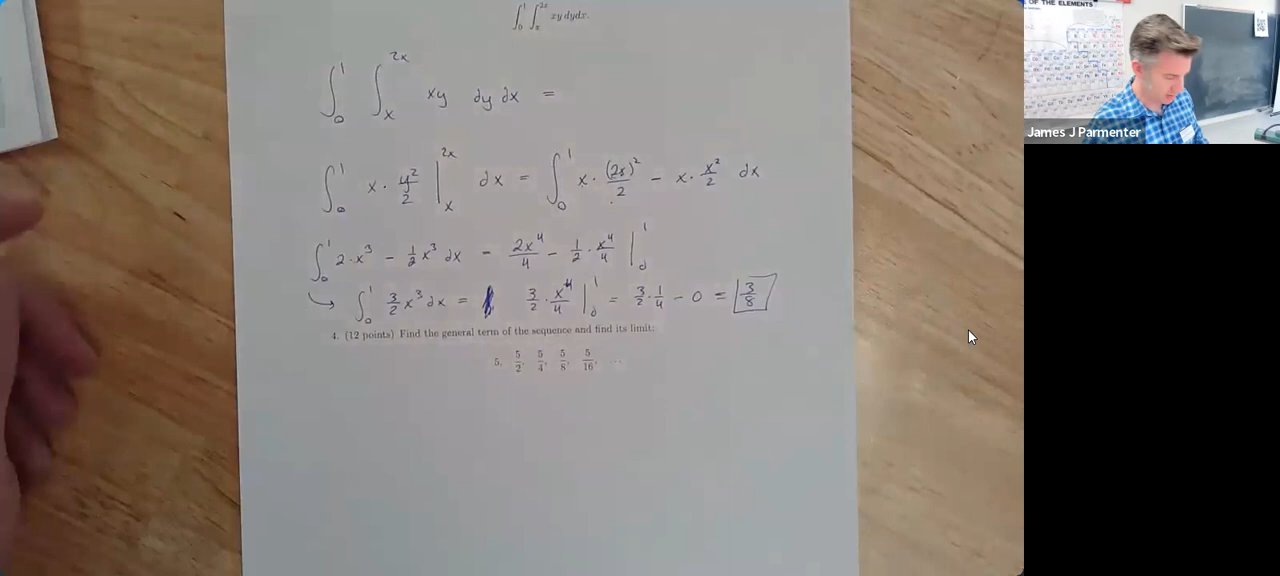 ∫₀¹ ∫ₓ²ˣ xy dydx.
∫₀¹ ∫ₓ²ˣ xy dy dx =
∫₀¹ x · y²/2 |ₓ²ˣ dx = ∫₀¹ x · (2x)²/2 - x · x²/2 dx
∫₀¹ 2·x³ - 1/2 x³ dx - 2x⁴/4 - 1/2 · x⁴/4 |₀¹
↳ ∫₀¹ 3/2 x³ dx = 3/2 · x⁴/4 |₀¹ = 3/2 · 1/4 - 0 = 3/8
4. (12 points) Find the general term of the sequence and find its limit:
5, 5/2, 5/4, 5/8, 5/16, ...
OF THE ELEMENTS
James J Parmenter